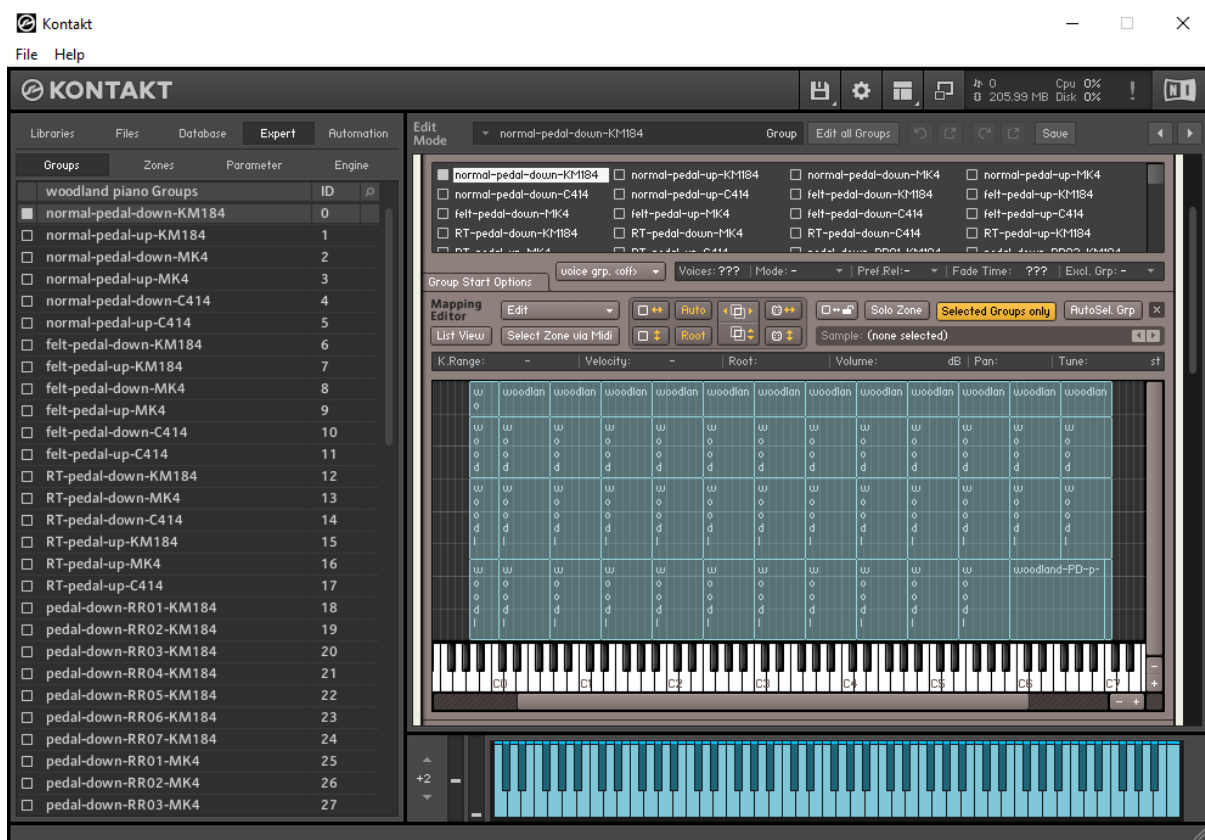 Kontakt
File Help
KONTAKT
0 Cpu 0%
205.99 MB Disk 0%
!
NI
Libraries Files Database Expert Automation
Groups Zones Parameter Engine
woodland piano Groups ID
normal-pedal-down-KM184 0
normal-pedal-up-KM184 1
normal-pedal-down-MK4 2
normal-pedal-up-MK4 3
normal-pedal-down-C414 4
normal-pedal-up-C414 5
felt-pedal-down-KM184 6
felt-pedal-up-KM184 7
felt-pedal-down-MK4 8
felt-pedal-up-MK4 9
felt-pedal-down-C414 10
felt-pedal-up-C414 11
RT-pedal-down-KM184 12
RT-pedal-down-MK4 13
RT-pedal-down-C414 14
RT-pedal-up-KM184 15
RT-pedal-up-MK4 16
RT-pedal-up-C414 17
pedal-down-RR01-KM184 18
pedal-down-RR02-KM184 19
pedal-down-RR03-KM184 20
pedal-down-RR04-KM184 21
pedal-down-RR05-KM184 22
pedal-down-RR06-KM184 23
pedal-down-RR07-KM184 24
pedal-down-RR01-MK4 25
pedal-down-RR02-MK4 26
pedal-down-RR03-MK4 27
Edit Mode
normal-pedal-down-KM184 Group Edit all Groups Save
normal-pedal-down-KM184 normal-pedal-up-KM184 normal-pedal-down-MK4 normal-pedal-up-MK4
normal-pedal-down-C414 normal-pedal-up-C414 felt-pedal-down-KM184 felt-pedal-up-KM184
felt-pedal-down-MK4 felt-pedal-up-MK4 felt-pedal-down-C414 felt-pedal-up-C414
RT-pedal-down-KM184 RT-pedal-down-MK4 RT-pedal-down-C414 RT-pedal-up-KM184
Group Start Options voice grp. <off> Voices: ??? Mode: - Pref.Rel:- Fade Time: ??? Excl. Grp: -
Mapping Editor Edit Auto Solo Zone Selected Groups only AutoSel. Grp
List View Select Zone via Midi Root Sample: (none selected)
K.Range: - Velocity: - Root: Volume: dB Pan: Tune: st
w o woodlan woodlan woodlan woodlan woodlan woodlan woodlan woodlan woodlan woodlan woodlan woodlan
w w w w w w w w w w w w
o o o o o o o o o o o o
o o o o o o o o o o o o
d d d d d d d d d d d d
w w w w w w w w w w w w
o o o o o o o o o o o o
o o o o o o o o o o o o
d d d d d d d d d d d d
l l l l l l l l l l l l
w w w w w w w w w w woodland-PD-p-
o o o o o o o o o o
o o o o o o o o o o
d d d d d d d d d d
l l l l l l l l l l
C0 C1 C2 C3 C4 C5 C6 C7
+2